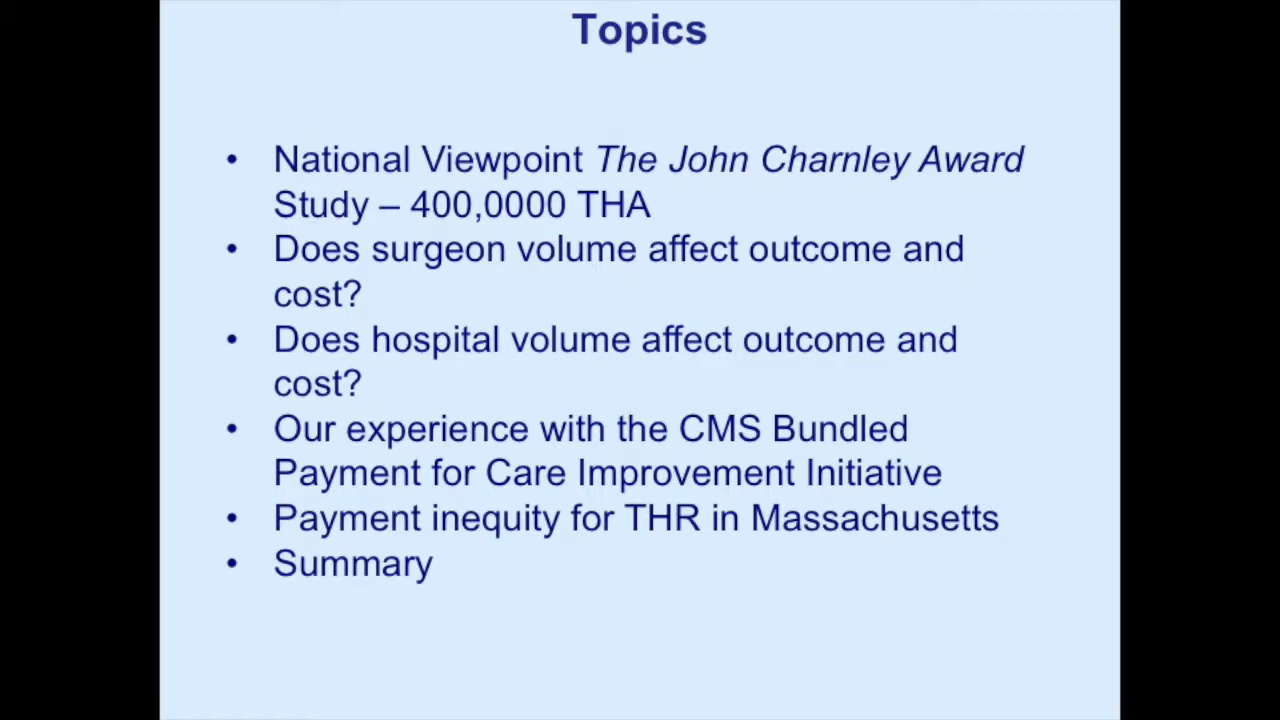 Topics
• National Viewpoint The John Charnley Award
Study – 400,0000 THA
• Does surgeon volume affect outcome and
cost?
• Does hospital volume affect outcome and
cost?
• Our experience with the CMS Bundled
Payment for Care Improvement Initiative
• Payment inequity for THR in Massachusetts
• Summary